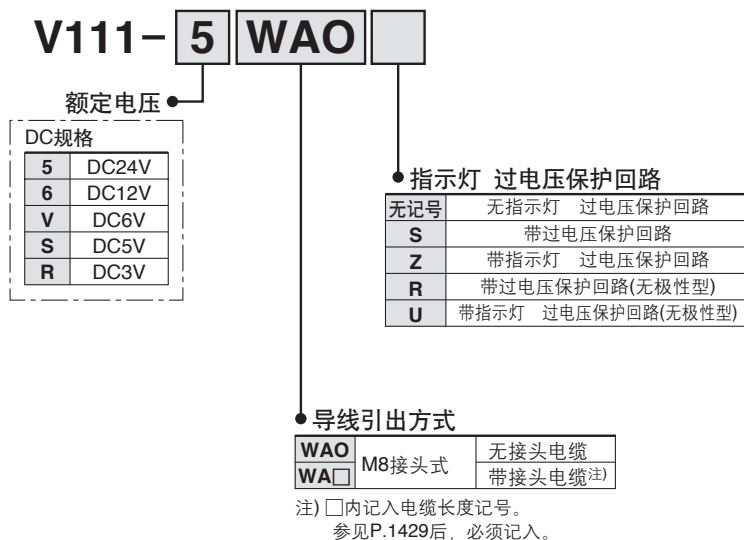 V111-5 WAO
额定电压
DC规格
5 DC24V
6 DC12V
V DC6V
S DC5V
R DC3V
指示灯 过电压保护回路
无记号 无指示灯 过电压保护回路
S 带过电压保护回路
Z 带指示灯 过电压保护回路
R 带过电压保护回路(无极性型)
U 带指示灯 过电压保护回路(无极性型)
导线引出方式
WAO M8接头式 无接头电缆
WA□ 带接头电缆注)
注) □内记入电缆长度记号。
参见P.1429后，必须记入。